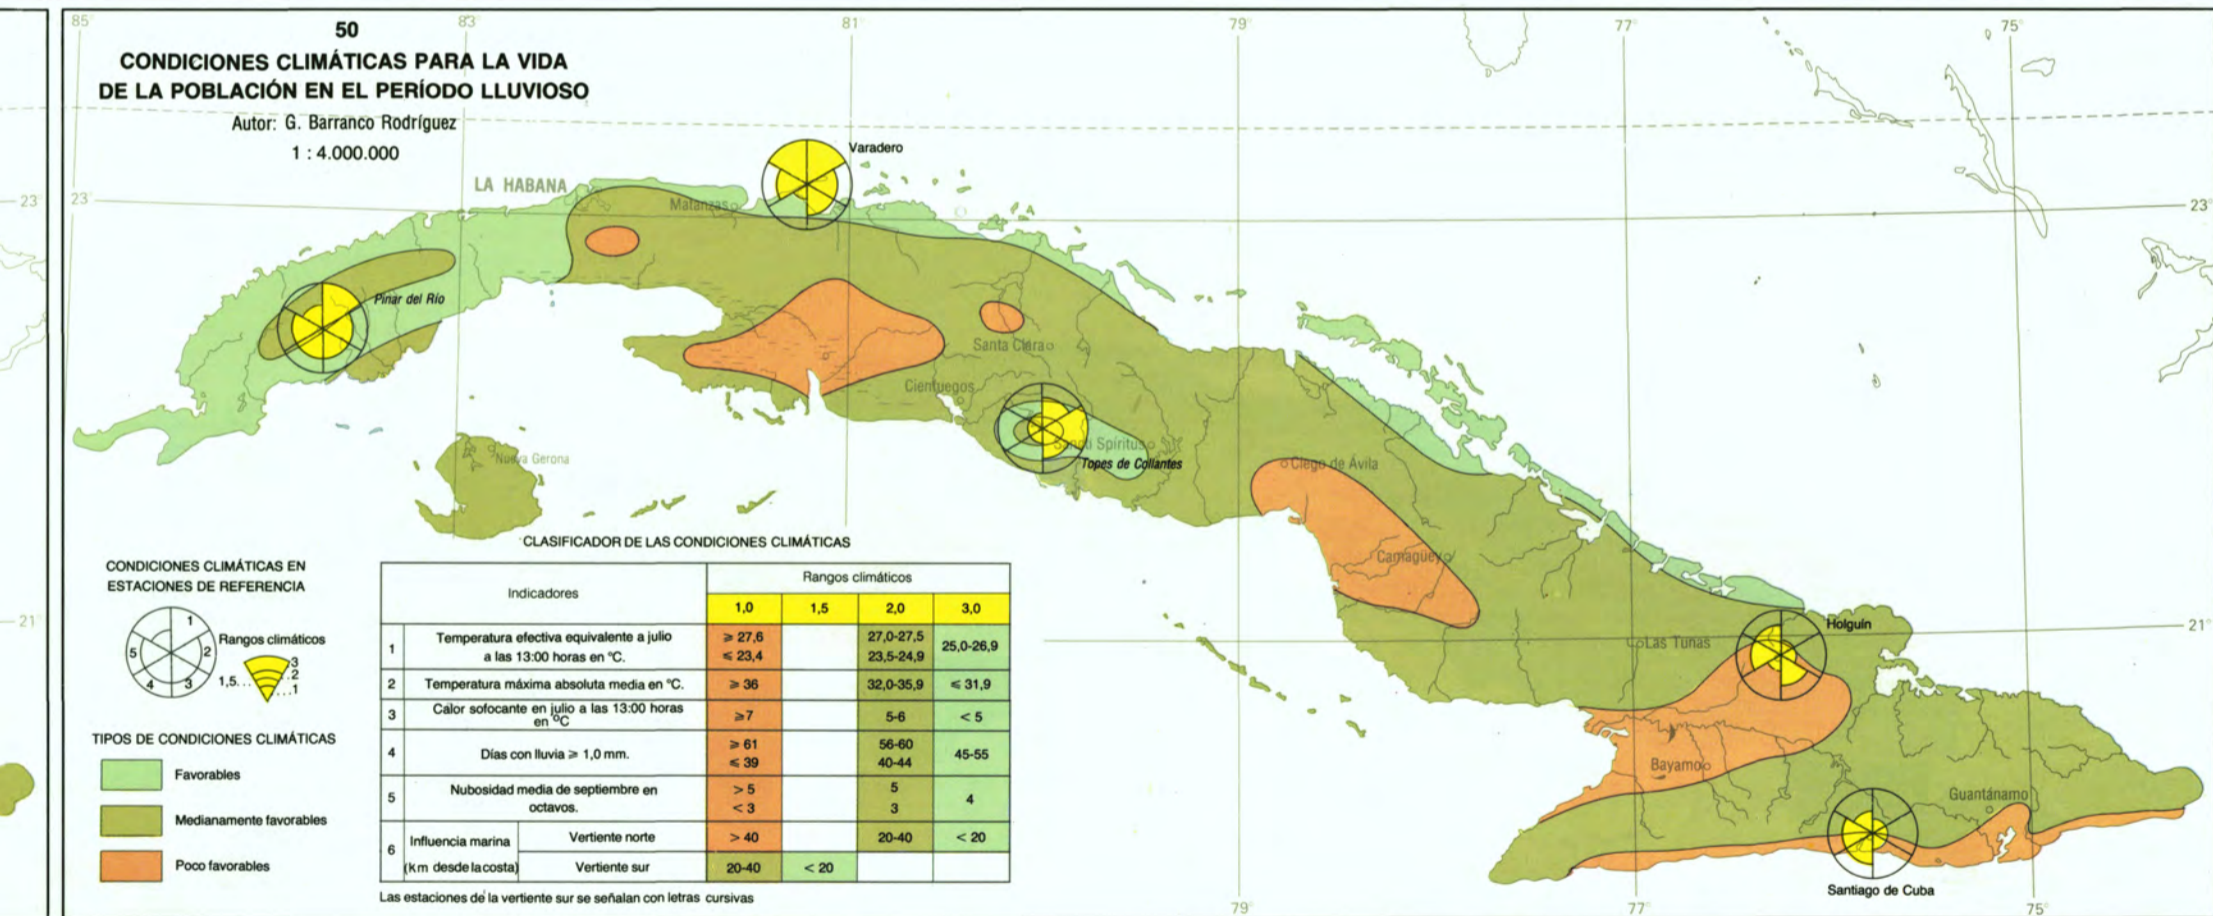 85° 83° 81° 79° 77° 75°
50
CONDICIONES CLIMÁTICAS PARA LA VIDA
DE LA POBLACIÓN EN EL PERÍODO LLUVIOSO
Autor: G. Barranco Rodríguez
1 : 4.000.000
Varadero
LA HABANA
Matanzas
23° 23° 23°
Pinar del Río
Santa Clara
Cienfuegos
Sancti Spíritus
Topes de Collantes
Nueva Gerona
Ciego de Ávila
Camagüey
Las Tunas
Holguín
21° 21°
Bayamo
Guantánamo
Santiago de Cuba
79° 77° 75°
CONDICIONES CLIMÁTICAS EN
ESTACIONES DE REFERENCIA
1
2
3
4
5
Rangos climáticos
3
2
1,5...
...1
TIPOS DE CONDICIONES CLIMÁTICAS
Favorables
Medianamente favorables
Poco favorables
CLASIFICADOR DE LAS CONDICIONES CLIMÁTICAS
Indicadores Rangos climáticos
1,0 1,5 2,0 3,0
1 Temperatura efectiva equivalente a julio ⩾ 27,6 27,0-27,5 25,0-26,9
a las 13:00 horas en °C. ⩽ 23,4 23,5-24,9
2 Temperatura máxima absoluta media en °C. ⩾ 36 32,0-35,9 ⩽ 31,9
3 Calor sofocante en julio a las 13:00 horas ⩾7 5-6 < 5
en °C
4 Días con lluvia ⩾ 1,0 mm. ⩾ 61 56-60 45-55
⩽ 39 40-44
5 Nubosidad media de septiembre en > 5 5 4
octavos. < 3 3
6 Influencia marina Vertiente norte > 40 20-40 < 20
(km desde la costa) Vertiente sur 20-40 < 20
Las estaciones de la vertiente sur se señalan con letras cursivas